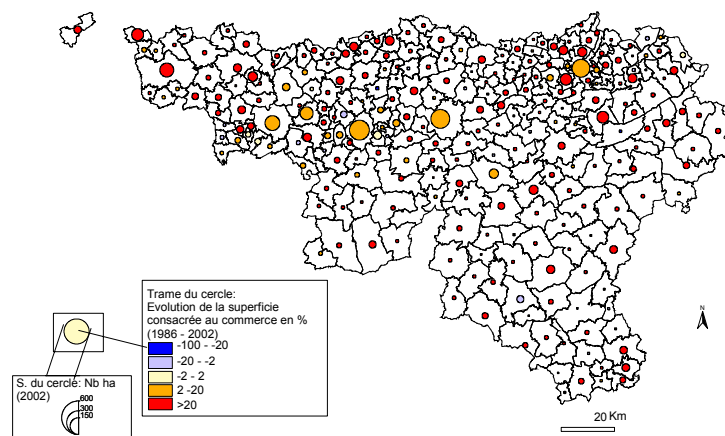 Trame du cercle:
Evolution de la superficie
consacrée au commerce en %
(1986 - 2002)
-100 - -20
-20 - -2
-2 - 2
2 -20
>20
S. du cercle: Nb ha
(2002)
600
300
150
N
20 Km